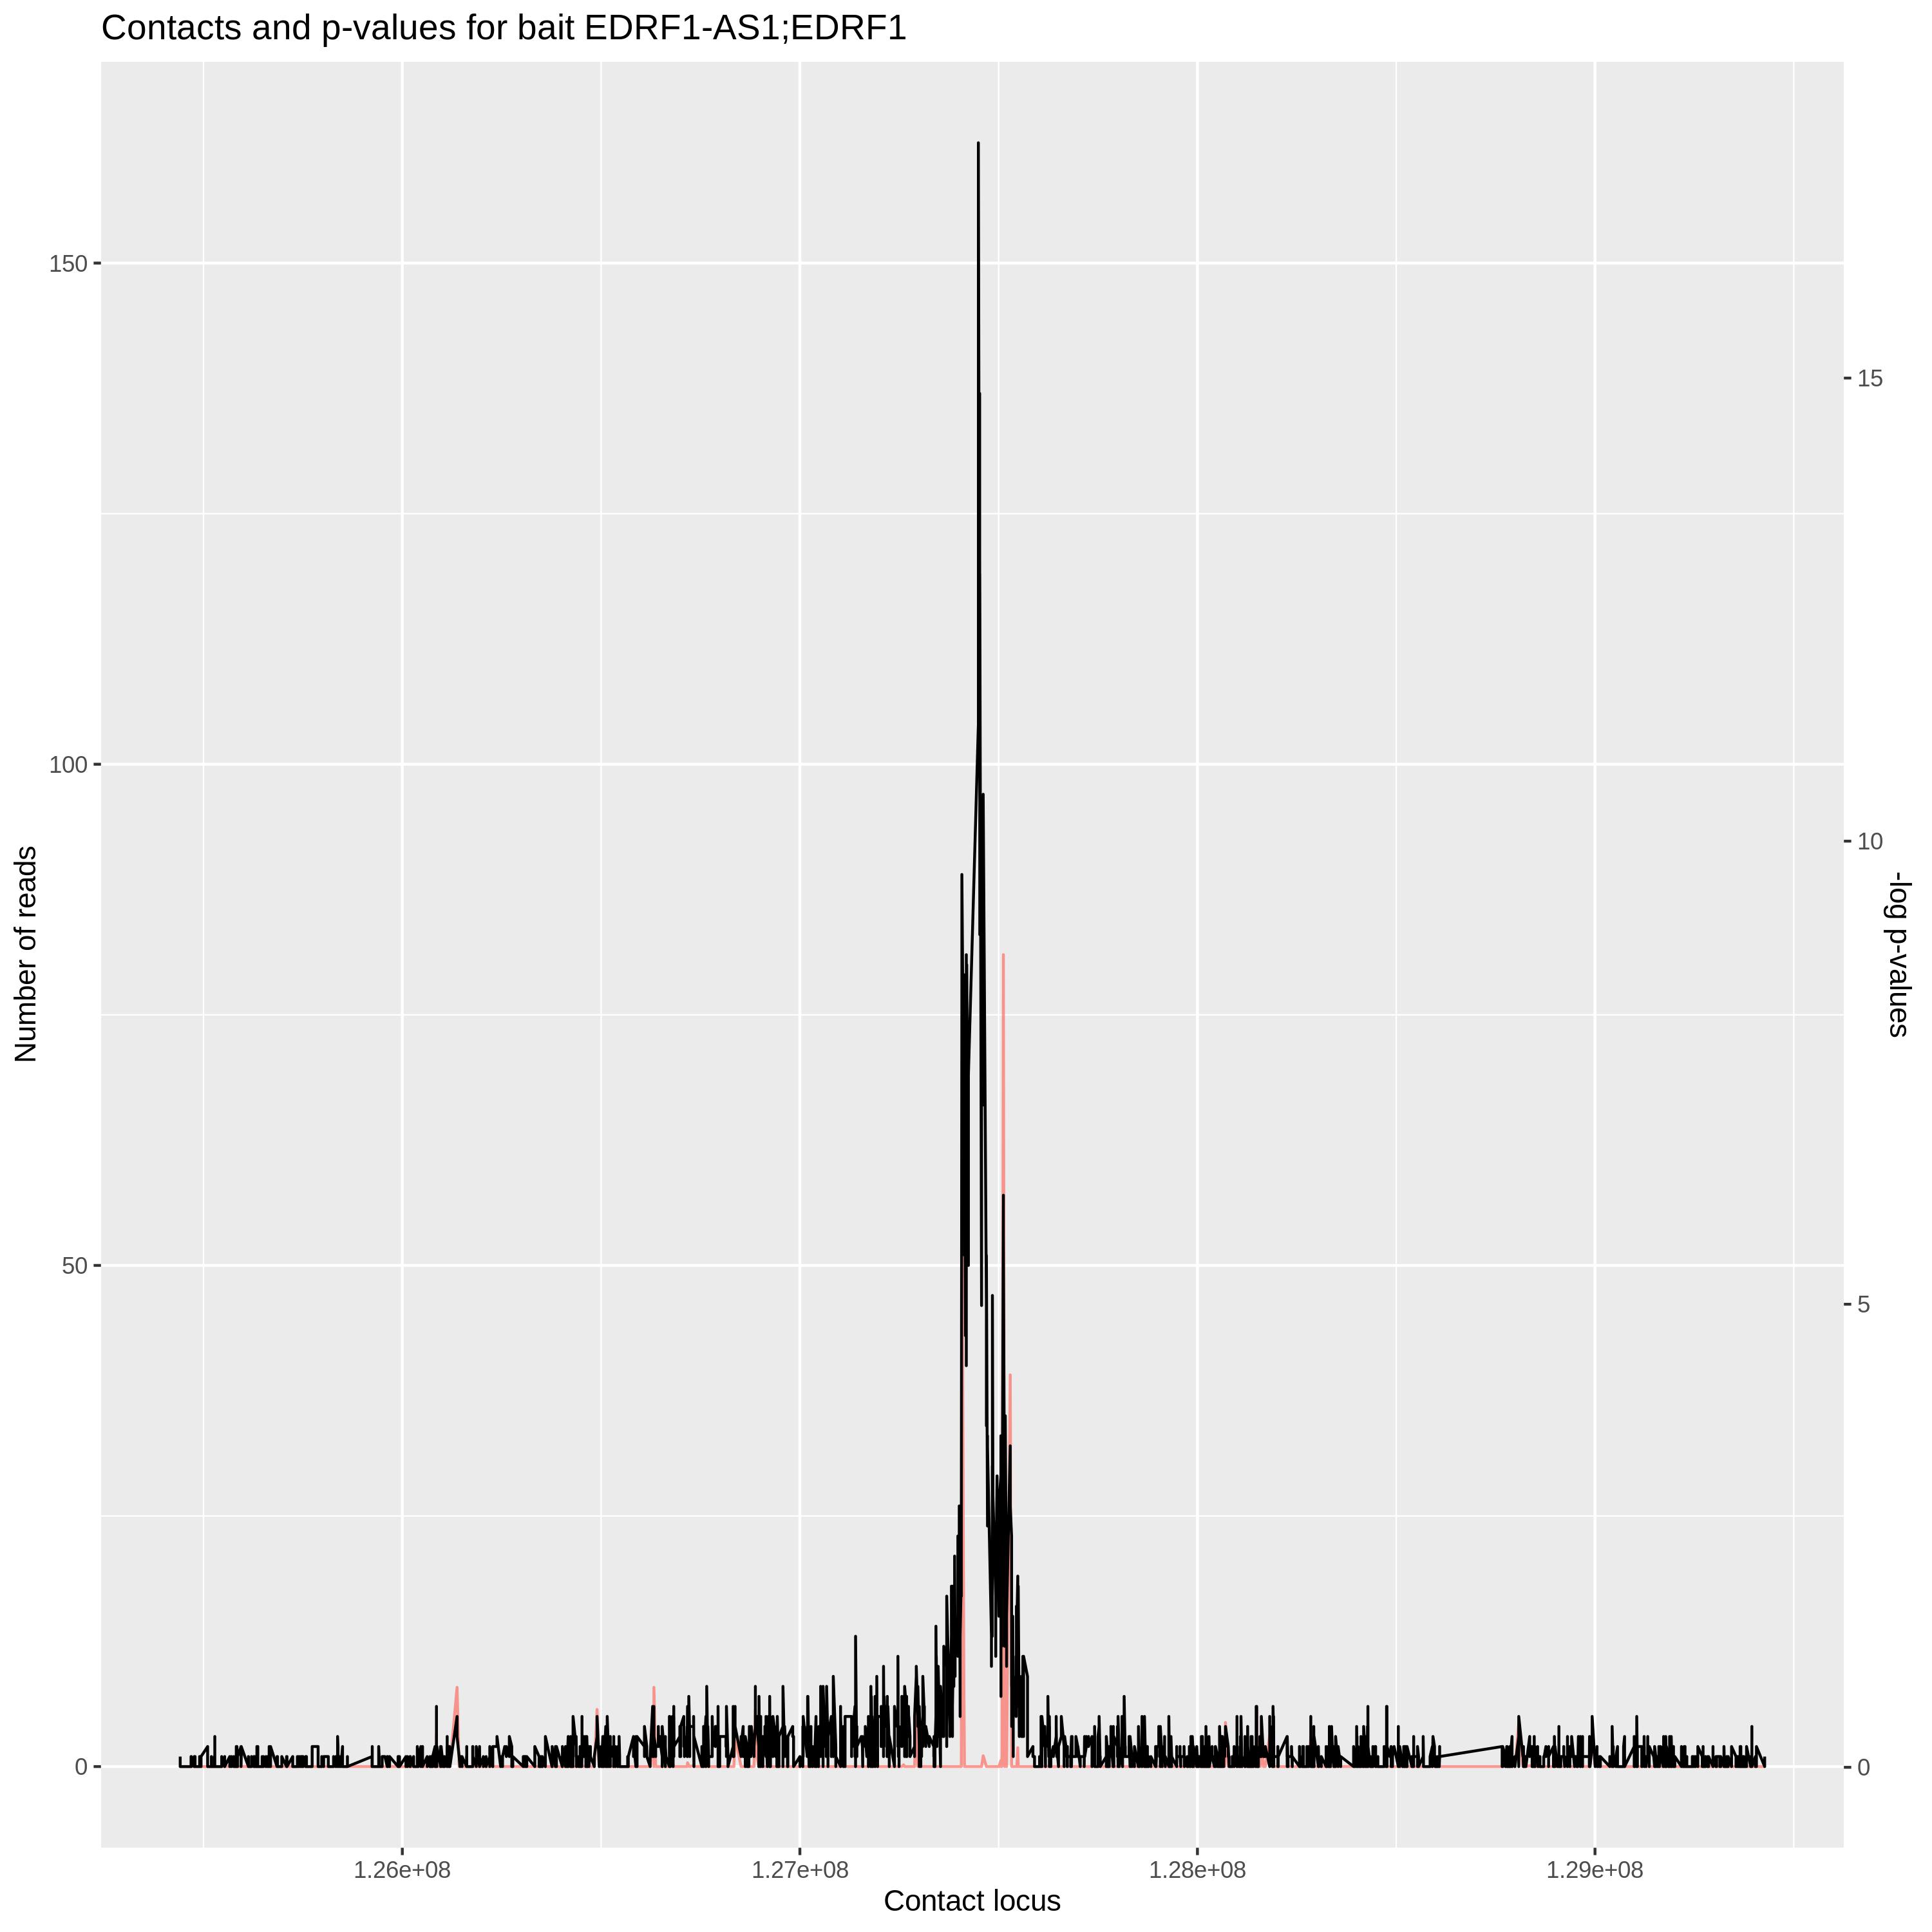 Contacts and p-values for bait EDRF1-AS1;EDRF1
Number of reads
150
100
50
0
15
10
5
0
-log p-values
1.26e+08
1.27e+08
1.28e+08
1.29e+08
Contact locus